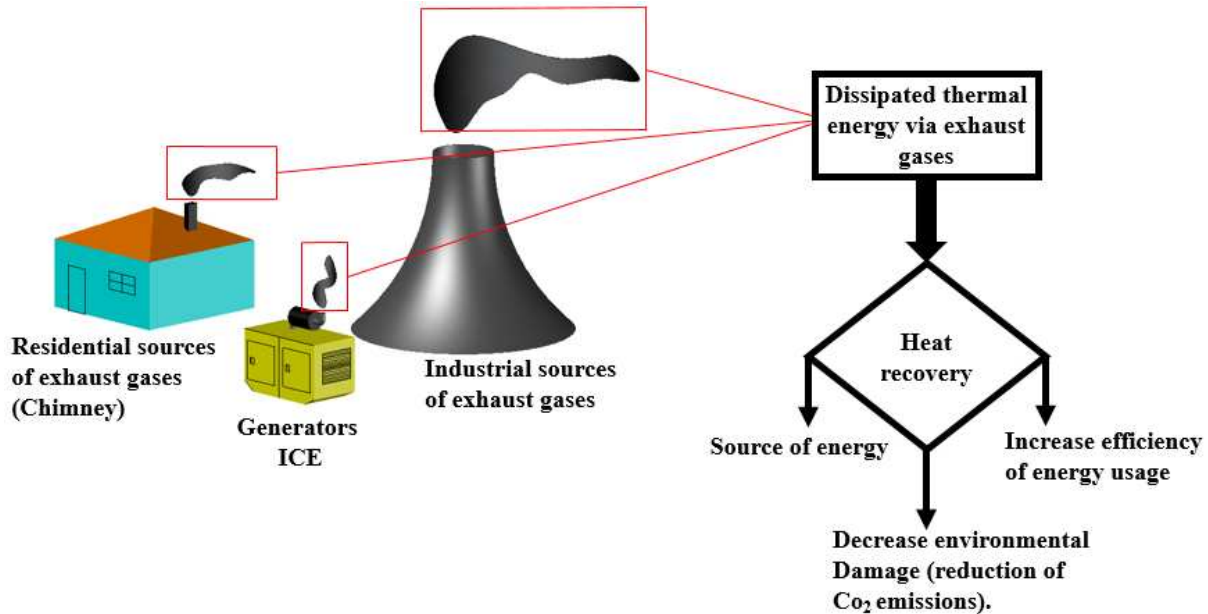 Dissipated thermal
energy via exhaust
gases
Residential sources
of exhaust gases
(Chimney)
Generators
ICE
Industrial sources
of exhaust gases
Heat
recovery
Source of energy
Increase efficiency
of energy usage
Decrease environmental
Damage (reduction of
Co₂ emissions).